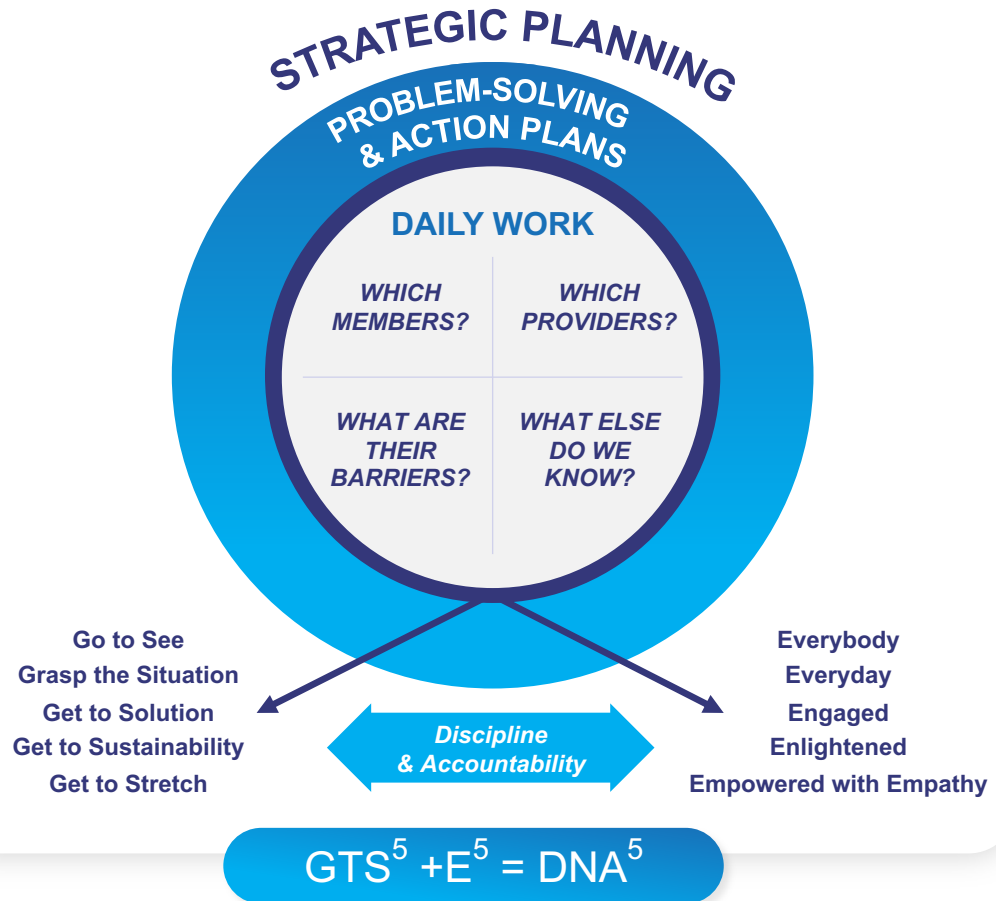 STRATEGIC PLANNING
PROBLEM-SOLVING
& ACTION PLANS
DAILY WORK
WHICH
MEMBERS?
WHICH
PROVIDERS?
WHAT ARE
THEIR
BARRIERS?
WHAT ELSE
DO WE
KNOW?
Go to See
Grasp the Situation
Get to Solution
Get to Sustainability
Get to Stretch
Discipline
& Accountability
Everybody
Everyday
Engaged
Enlightened
Empowered with Empathy
GTS⁵ +E⁵ = DNA⁵